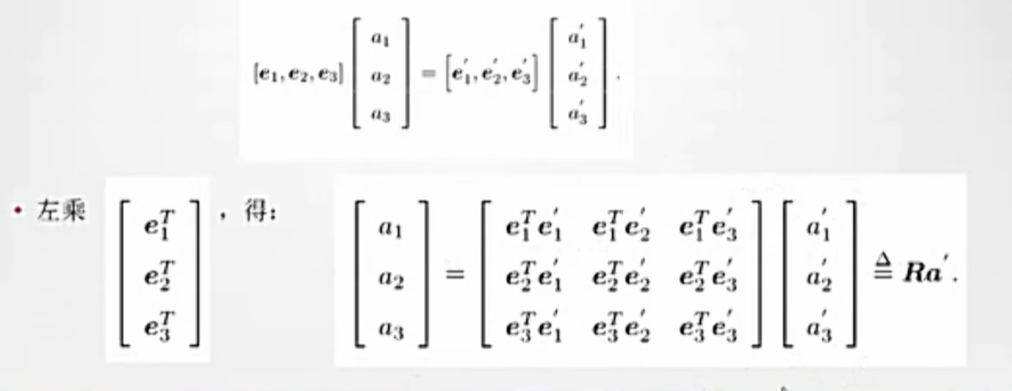 [e₁, e₂, e₃] [a₁ a₂ a₃] = [e₁′, e₂′, e₃′] [a₁′ a₂′ a₃′] .
• 左乘 [e₁ᵀ e₂ᵀ e₃ᵀ] ，得： [a₁ a₂ a₃] = [e₁ᵀe₁′ e₁ᵀe₂′ e₁ᵀe₃′ e₂ᵀe₁′ e₂ᵀe₂′ e₂ᵀe₃′ e₃ᵀe₁′ e₃ᵀe₂′ e₃ᵀe₃′] [a₁′ a₂′ a₃′] ≜ Ra′.